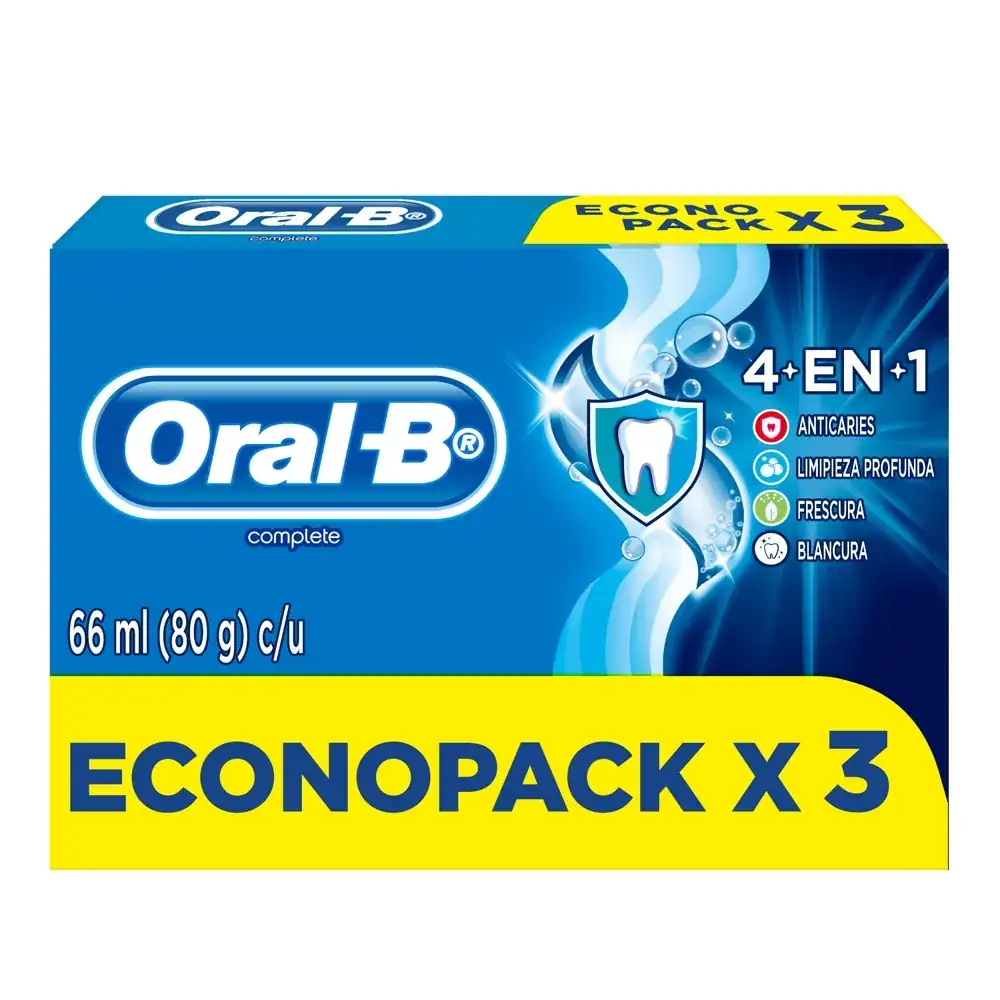 Oral-B®
complete
ECONO
PACK X 3
Oral-B®
complete
4+EN+1
ANTICARIES
LIMIPIEZA PROFUNDA
FRESCURA
BLANCURA
66 ml (80 g) c/u
ECONOPACK X 3